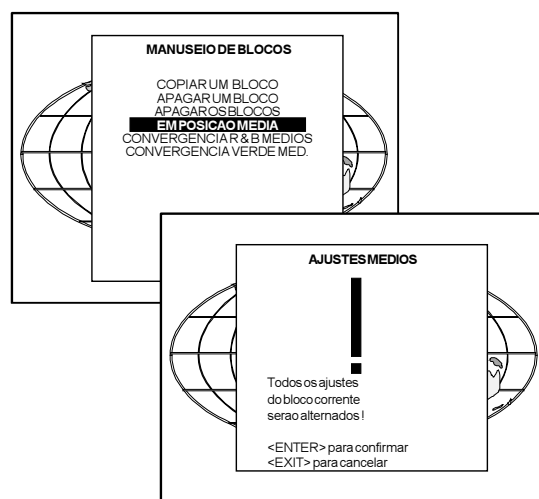 MANUSEIO DE BLOCOS
COPIAR UM BLOCO
APAGAR UM BLOCO
APAGAR OS BLOCOS
EM POSICAO MEDIA
CONVERGENCIA R & B MEDIOS
CONVERGENCIA VERDE MED.
AJUSTES MEDIOS
!
Todos os ajustes
do bloco corrente
serao alternados !
<ENTER> para confirmar
<EXIT> para cancelar